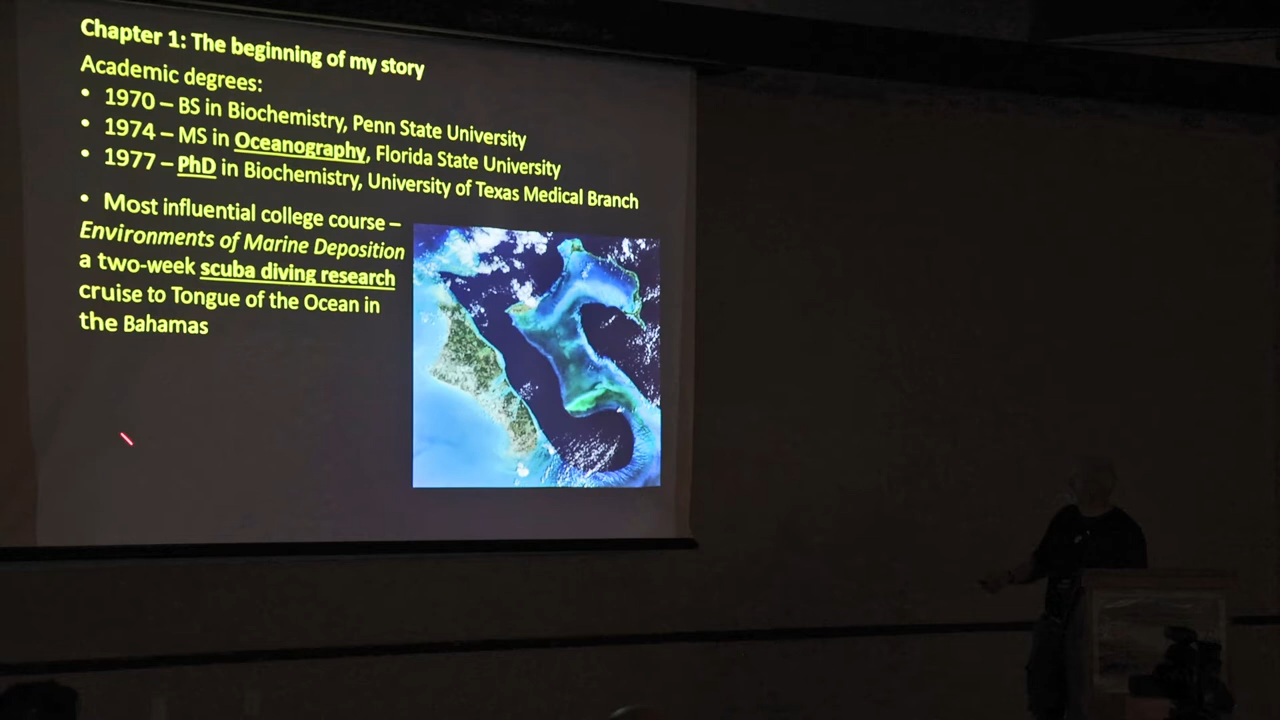 Chapter 1: The beginning of my story
Academic degrees:
• 1970 – BS in Biochemistry, Penn State University
• 1974 – MS in Oceanography, Florida State University
• 1977 – PhD in Biochemistry, University of Texas Medical Branch
• Most influential college course –
Environments of Marine Deposition
a two-week scuba diving research
cruise to Tongue of the Ocean in
the Bahamas